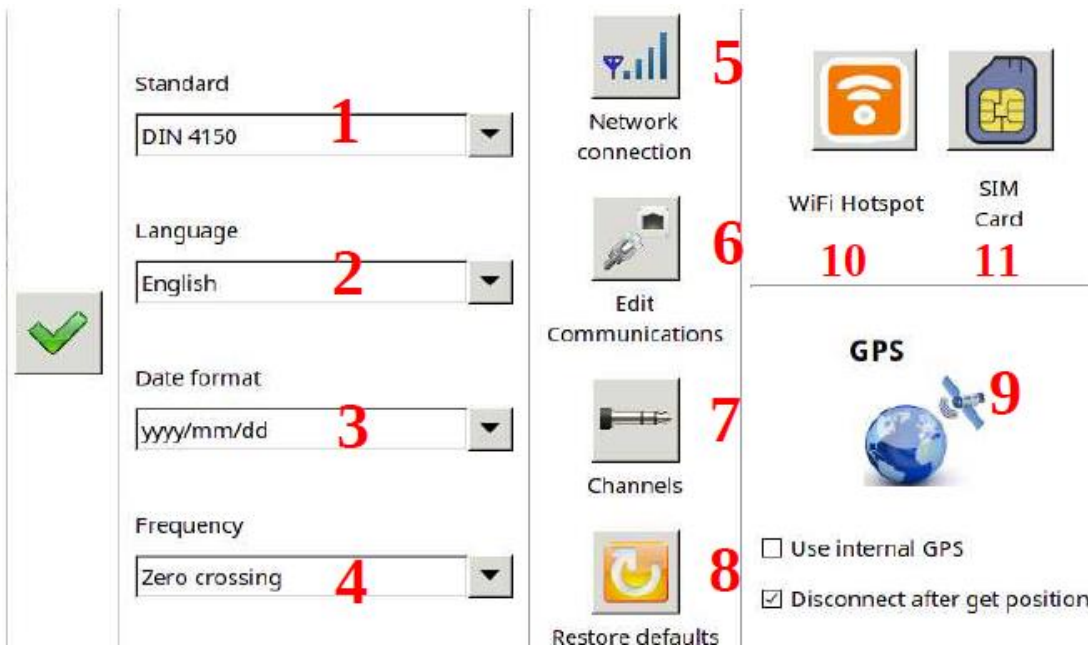 Standard
1
DIN 4150
Language
2
English
Date format
3
yyyy/mm/dd
Frequency
4
Zero crossing
5
Network
connection
6
Edit
Communications
7
Channels
8
Restore defaults
WiFi Hotspot
10
SIM
Card
11
GPS
9
Use internal GPS
Disconnect after get position